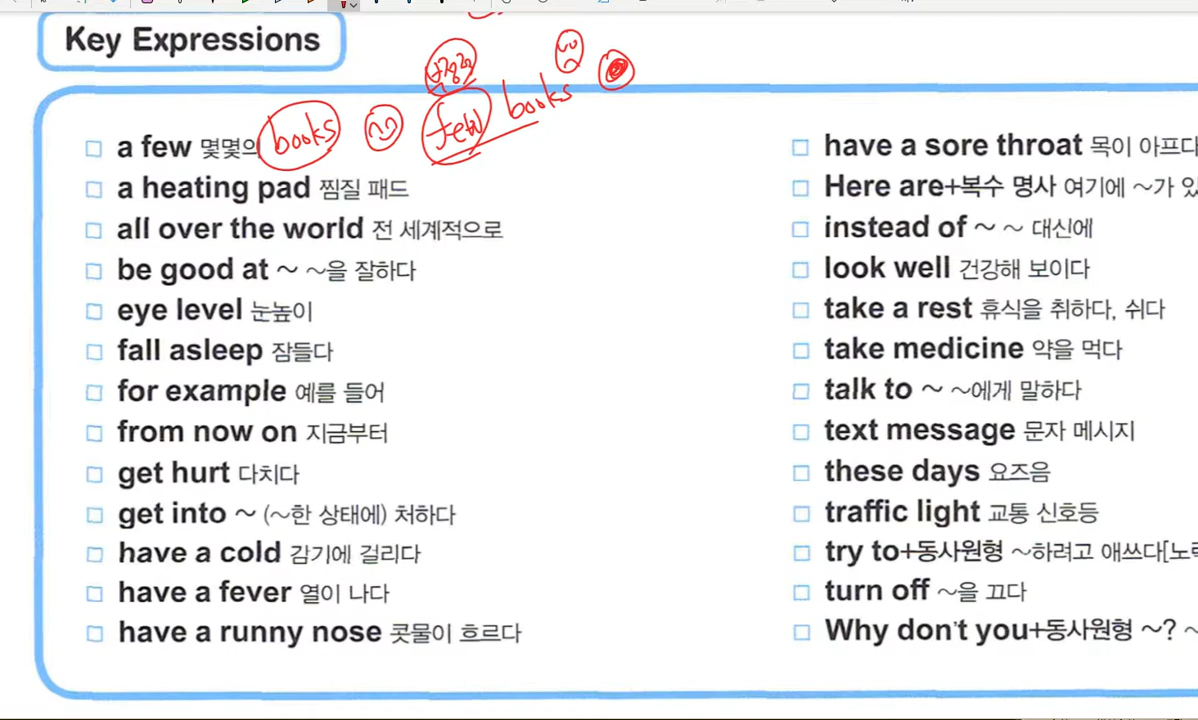 Key Expressions
few books
a few 몇몇의 books
a heating pad 찜질 패드
all over the world 전 세계적으로
be good at ~ ~을 잘하다
eye level 눈높이
fall asleep 잠들다
for example 예를 들어
from now on 지금부터
get hurt 다치다
get into ~ (~한 상태에) 처하다
have a cold 감기에 걸리다
have a fever 열이 나다
have a runny nose 콧물이 흐르다
have a sore throat 목이 아프다
Here are+복수 명사 여기에 ~가 있
instead of ~ ~ 대신에
look well 건강해 보이다
take a rest 휴식을 취하다, 쉬다
take medicine 약을 먹다
talk to ~ ~에게 말하다
text message 문자 메시지
these days 요즈음
traffic light 교통 신호등
try to+동사원형 ~하려고 애쓰다[노력
turn off ~을 끄다
Why don't you+동사원형 ~? ~